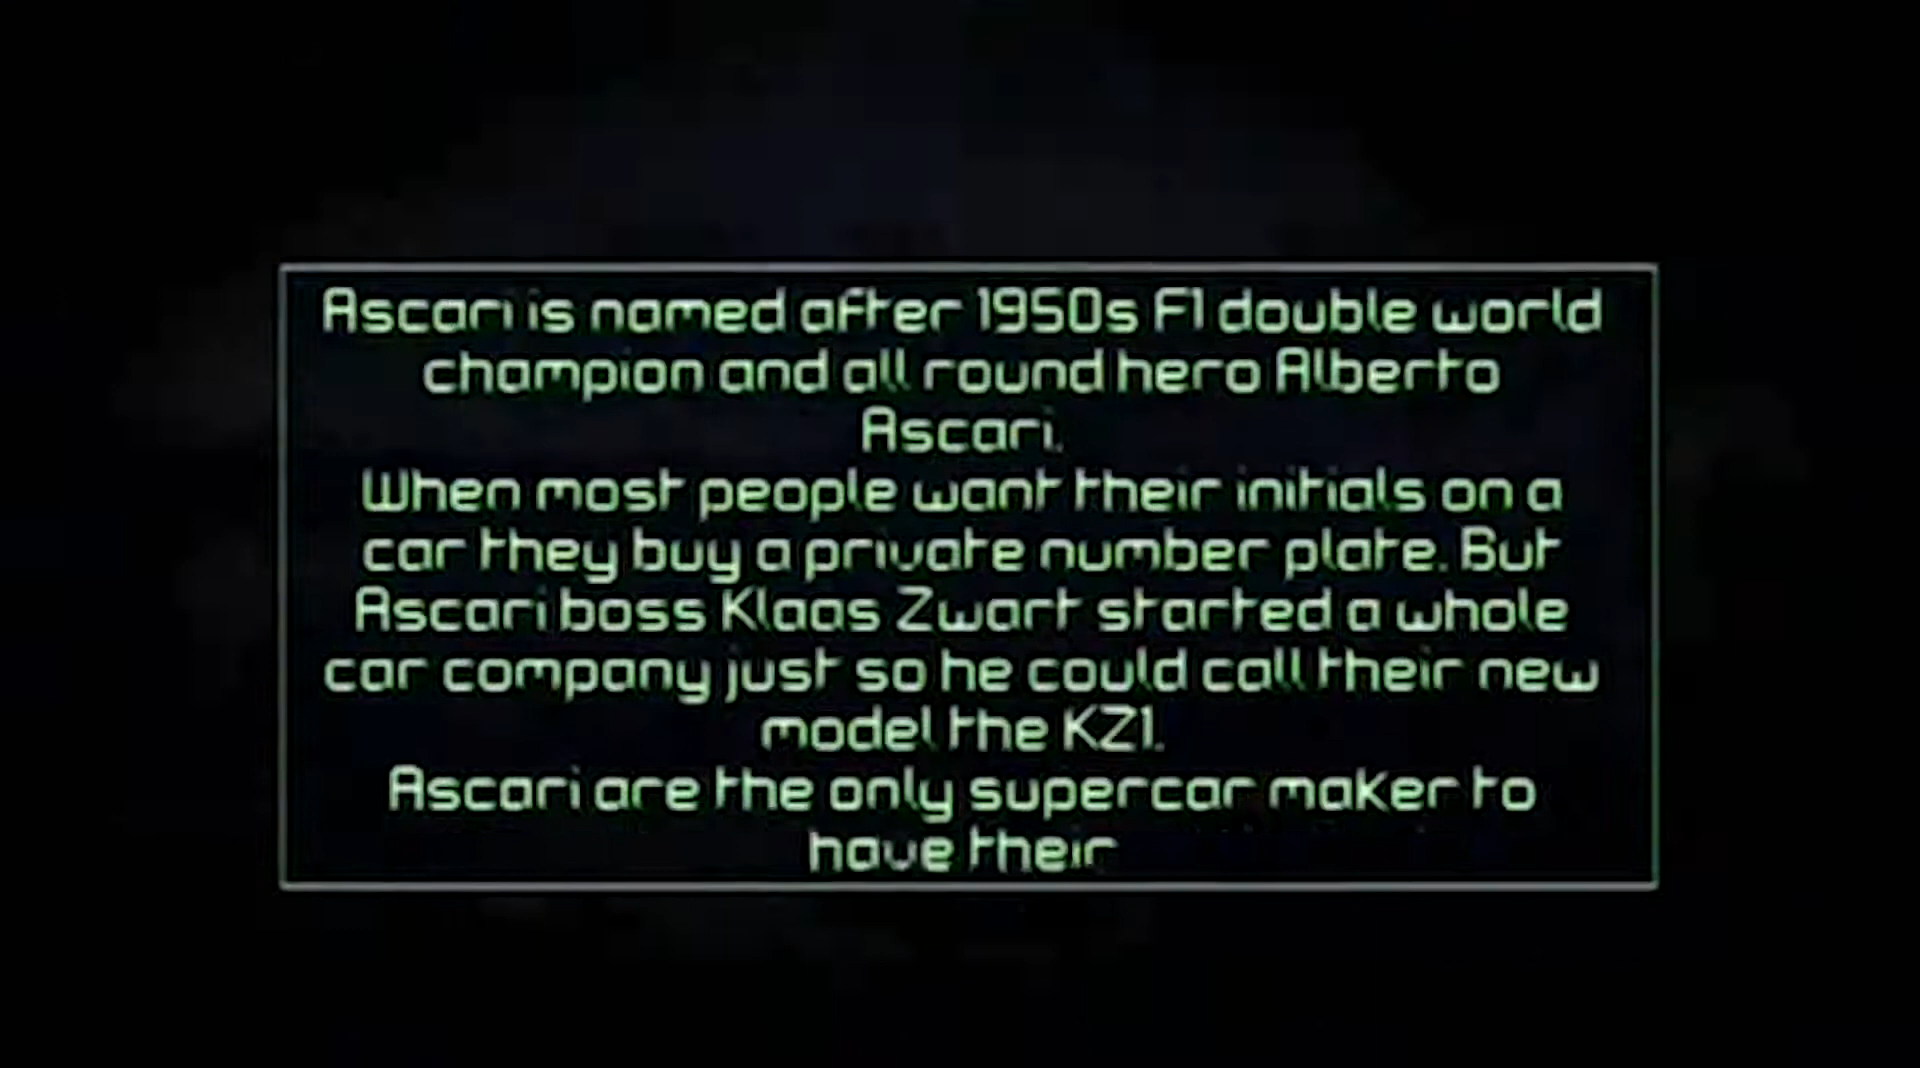 Ascari is named after 1950s F1 double world
champion and all round hero Alberto
Ascari.
When most people want their initials on a
car they buy a private number plate. But
Ascari boss Klaas Zwart started a whole
car company just so he could call their new
model the KZ1.
Ascari are the only supercar maker to
have their